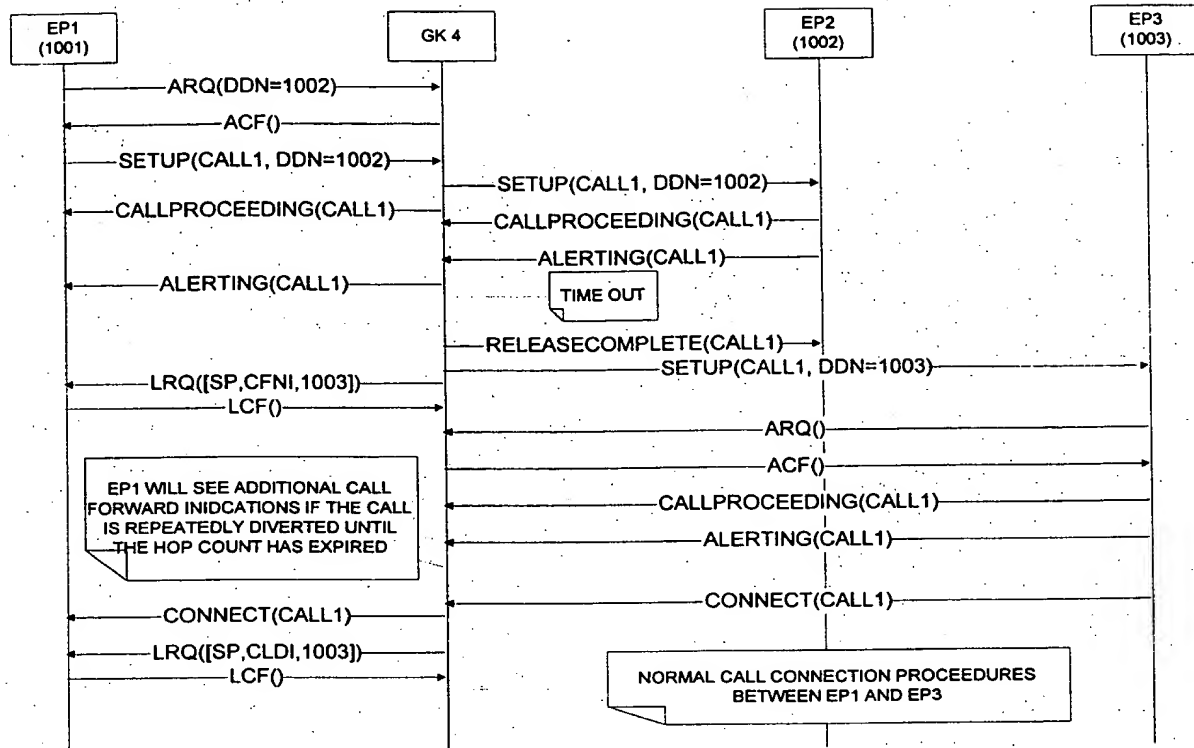 EP1
(1001)
GK 4
EP2
(1002)
EP3
(1003)
ARQ(DDN=1002)
ACF()
SETUP(CALL1, DDN=1002)
SETUP(CALL1, DDN=1002)
CALLPROCEEDING(CALL1)
CALLPROCEEDING(CALL1)
ALERTING(CALL1)
ALERTING(CALL1)
TIME OUT
RELEASECOMPLETE(CALL1)
SETUP(CALL1, DDN=1003)
LRQ([SP,CFNI,1003])
LCF()
ARQ()
ACF()
EP1 WILL SEE ADDITIONAL CALL
FORWARD INIDCATIONS IF THE CALL
IS REPEATEDLY DIVERTED UNTIL
THE HOP COUNT HAS EXPIRED
CALLPROCEEDING(CALL1)
ALERTING(CALL1)
CONNECT(CALL1)
CONNECT(CALL1)
LRQ([SP,CLDI,1003])
LCF()
NORMAL CALL CONNECTION PROCEEDURES
BETWEEN EP1 AND EP3